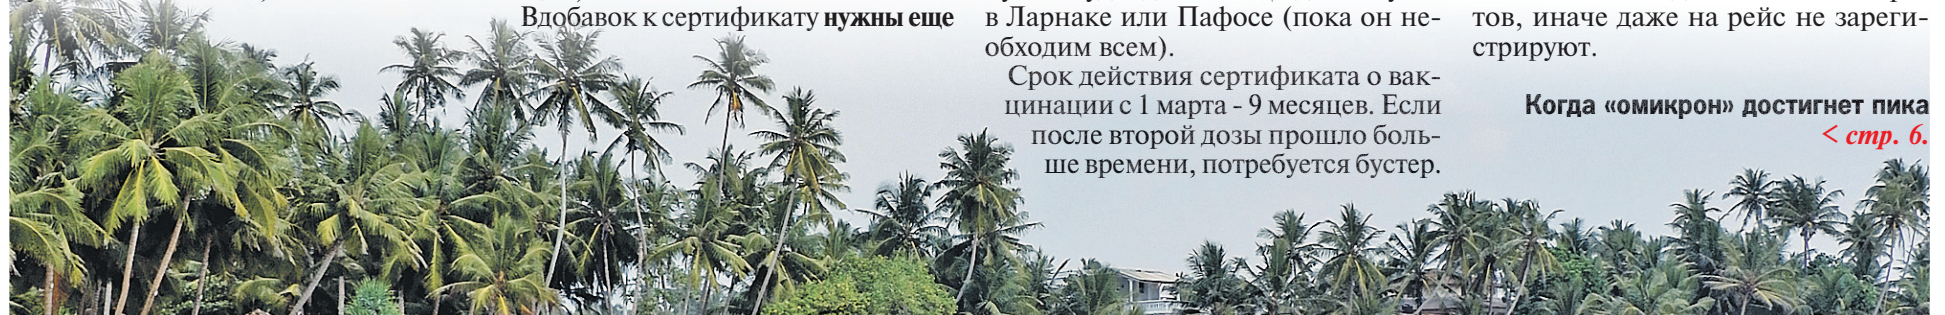 Вдобавок к сертификату нужны еще
в Ларнаке или Пафосе (пока он не-
обходим всем).
Срок действия сертификата о вак-
цинации с 1 марта - 9 месяцев. Если
после второй дозы прошло боль-
ше времени, потребуется бустер.
тов, иначе даже на рейс не зареги-
стрируют.
Когда «омикрон» достигнет пика
< стр. 6.